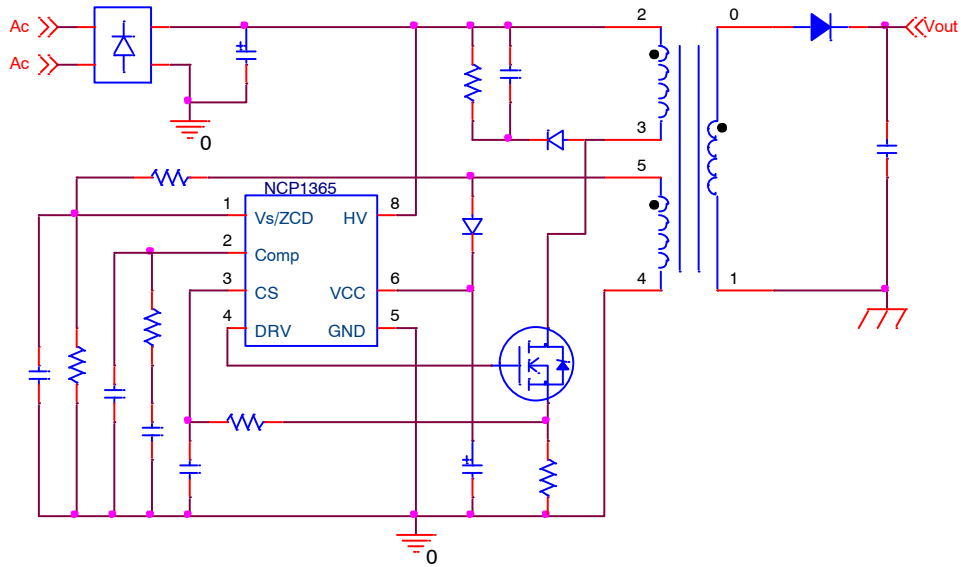 Ac
2
0
Vout
Ac
0
3
5
NCP1365
1
Vs/ZCD
HV
8
2
Comp
3
CS
VCC
6
4
1
4
DRV
GND
5
0